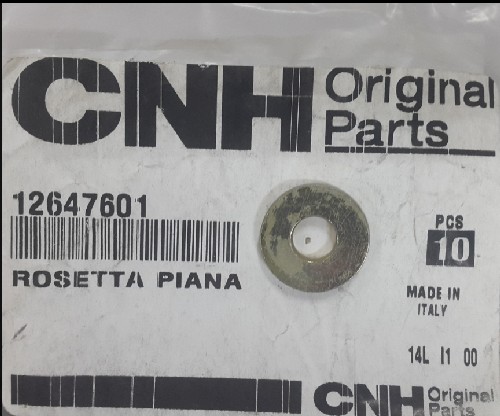 CNH Original
Parts
12647601
ROSETTA PIANA
PCS
10
MADE IN
ITALY
14L I1 00
CNH Original
Parts